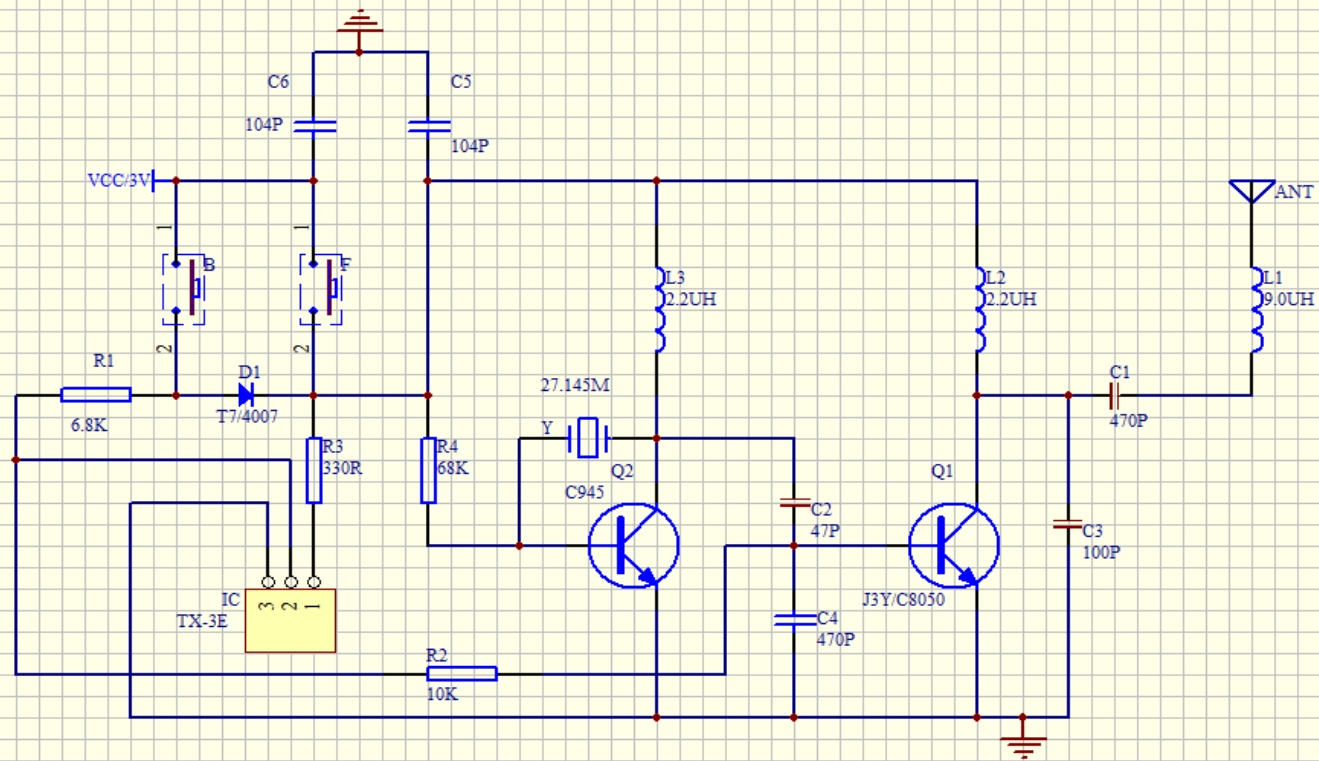 C6
C5
104P
104P
VCC/3V
ANT
1
1
B
F
L3
2.2UH
L2
2.2UH
L1
9.0UH
2
2
R1
D1
6.8K
T7/4007
27.145M
C1
470P
Y
R3
330R
R4
68K
Q2
C945
Q1
C2
47P
C3
100P
IC
TX-3E
3
2
1
J3Y/C8050
C4
470P
R2
10K